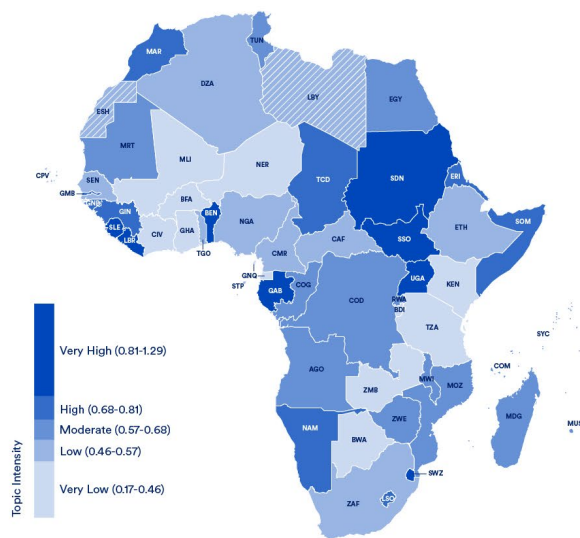 TUN
MAR
DZA
LBY
EGY
ESH
MRT
MLI
NER
CPV
SEN
TCD
SDN
ERI
GMB
GNB
GIN
BFA
BEN
NGA
SOM
SLE
LBR
CIV
GHA
TGO
CMR
CAF
SSO
ETH
GNQ
STP
GAB
COG
UGA
KEN
COD
RWA
BDI
TZA
SYC
AGO
COM
ZMB
MWI
MOZ
NAM
ZWE
MDG
MUS
BWA
SWZ
ZAF
LSO
Topic Intensity
Very High (0.81-1.29)
High (0.68-0.81)
Moderate (0.57-0.68)
Low (0.46-0.57)
Very Low (0.17-0.46)